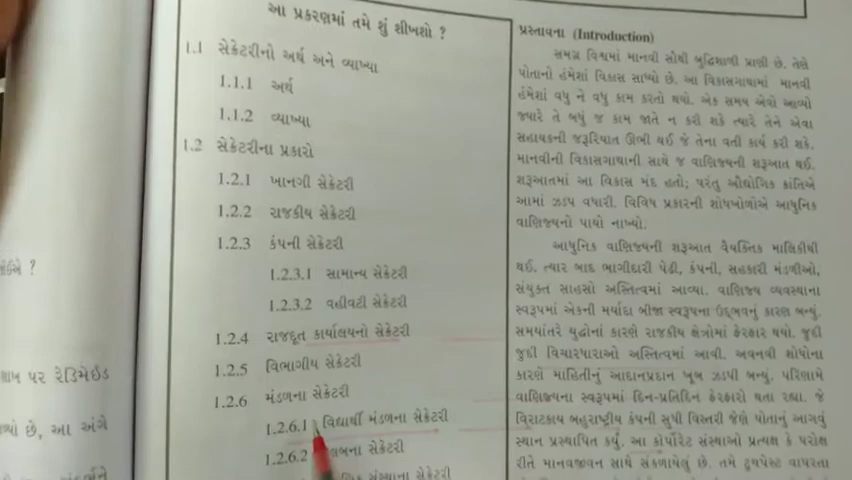 આ પ્રકરણમાં તમે શું શીખશો ?
1.1 સેક્રેટરીનો અર્થ અને વ્યાખ્યા
1.1.1 અર્થ
1.1.2 વ્યાખ્યા
1.2 સેક્રેટરીના પ્રકારો
1.2.1 ખાનગી સેક્રેટરી
1.2.2 રાજકીય સેક્રેટરી
1.2.3 કંપની સેક્રેટરી
1.2.3.1 સામાન્ય સેક્રેટરી
1.2.3.2 વહીવટી સેક્રેટરી
1.2.4 રાજદૂત કાર્યાલયનો સેક્રેટરી
1.2.5 વિભાગીય સેક્રેટરી
1.2.6 મંડળના સેક્રેટરી
1.2.6.1 વિદ્યાર્થી મંડળના સેક્રેટરી
1.2.6.2 સેક્રેટરી
સંસ્થાના સેક્રેટરી
પ્રસ્તાવના (Introduction)
સમગ્ર વિશ્વમાં માનવી સૌથી બુદ્ધિશાળી પ્રાણી છે. તેણે
પોતાનો હંમેશાં વિકાસ સાધ્યો છે. આ વિકાસગાથામાં માનવી
હંમેશાં વધુ ને વધુ કામ કરતો થયો. એક સમય એવો આવ્યો
જ્યારે તે બધું જ કામ જાતે ન કરી શકે ત્યારે તેને એવા
સહાયકની જરૂરિયાત ઊભી થઈ જે તેના વતી કાર્ય કરી શકે.
માનવીની વિકાસગાથાની સાથે જ વાણિજ્યની શરૂઆત થઈ.
શરૂઆતમાં આ વિકાસ મંદ હતો; પરંતુ ઔદ્યોગિક ક્રાંતિએ
આમાં ઝડપ વધારી. વિવિધ પ્રકારની શોધખોળોએ આધુનિક
વાણિજ્યનો પાયો નાખ્યો.
આધુનિક વાણિજ્યની શરૂઆત વૈયક્તિક માલિકીથી
થઈ. ત્યાર બાદ ભાગીદારી પેઢી, કંપની, સહકારી મંડળીઓ,
સંયુક્ત સાહસો અસ્તિત્વમાં આવ્યા. વાણિજ્ય વ્યવસ્થાના
સ્વરૂપમાં એકની મર્યાદા બીજા સ્વરૂપના ઉદ્ભવનું કારણ બન્યું.
સમયાંતરે યુદ્ધોનાં કારણે રાજકીય ક્ષેત્રોમાં ફેરફાર થયો. જુદી
જુદી વિચારધારાઓ અસ્તિત્વમાં આવી. અવનવી શોધોના
કારણે માહિતીનું આદાનપ્રદાન ખૂબ ઝડપી બન્યું. પરિણામે
વાણિજ્યના સ્વરૂપમાં દિન-પ્રતિદિન ફેરફારો થતા રહ્યા. જે
વિરાટકાય બહુરાષ્ટ્રીય કંપની સુધી વિસ્તરી જેણે પોતાનું આગવું
સ્થાન પ્રસ્થાપિત કર્યું. આ કોર્પોરેટ સંસ્થાઓ પ્રત્યક્ષ કે પરોક્ષ
રીતે માનવજીવન સાથે સંકળાયેલું છે. તમે ટૂથપેસ્ટ વાપરતા
પર રેડિમેઇડ
છે, આ અંગે